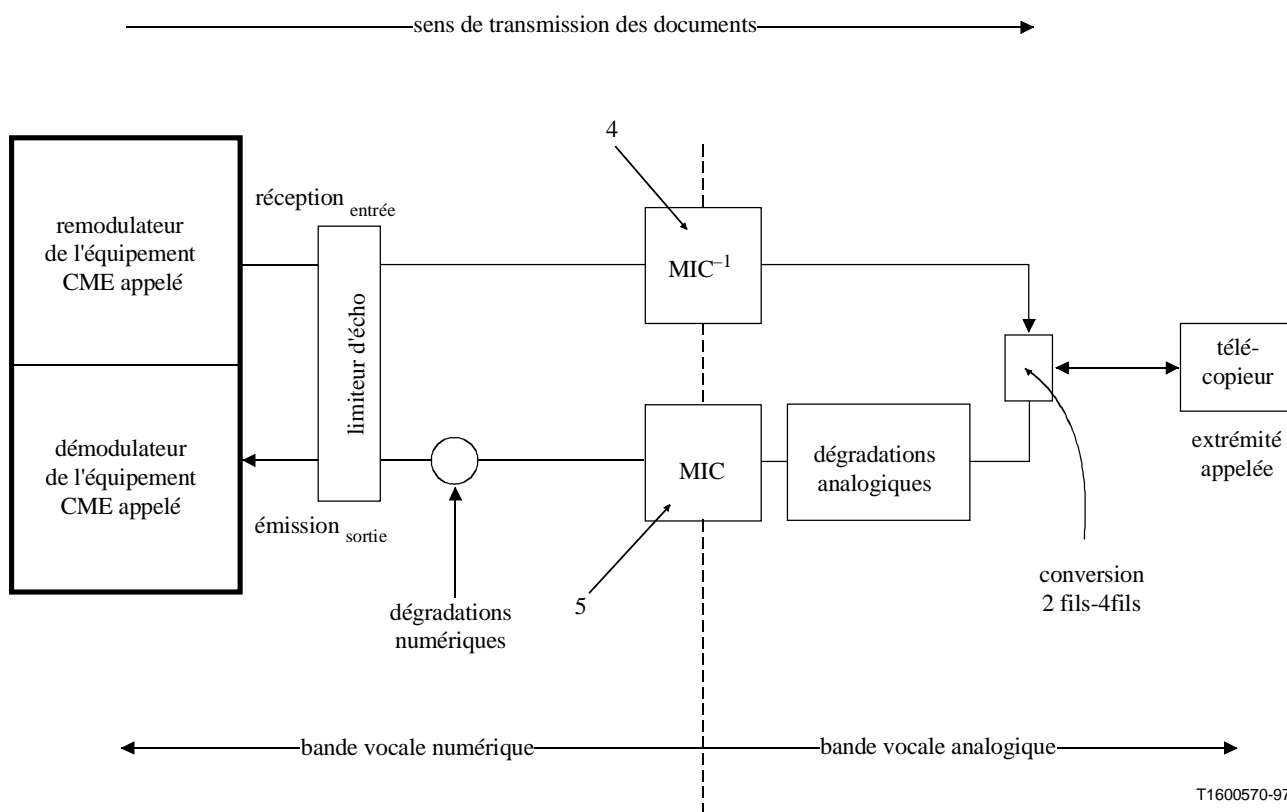 sens de transmission des documents
4
réception entrée
remodulateur
de l'équipement
CME appelé
MIC–1
limiteur d'écho
télé-
copieur
démodulateur
de l'équipement
CME appelé
MIC
dégradations
analogiques
extrémité
appelée
émission sortie
5
dégradations
numériques
conversion
2 fils-4fils
bande vocale numérique
bande vocale analogique
T1600570-97